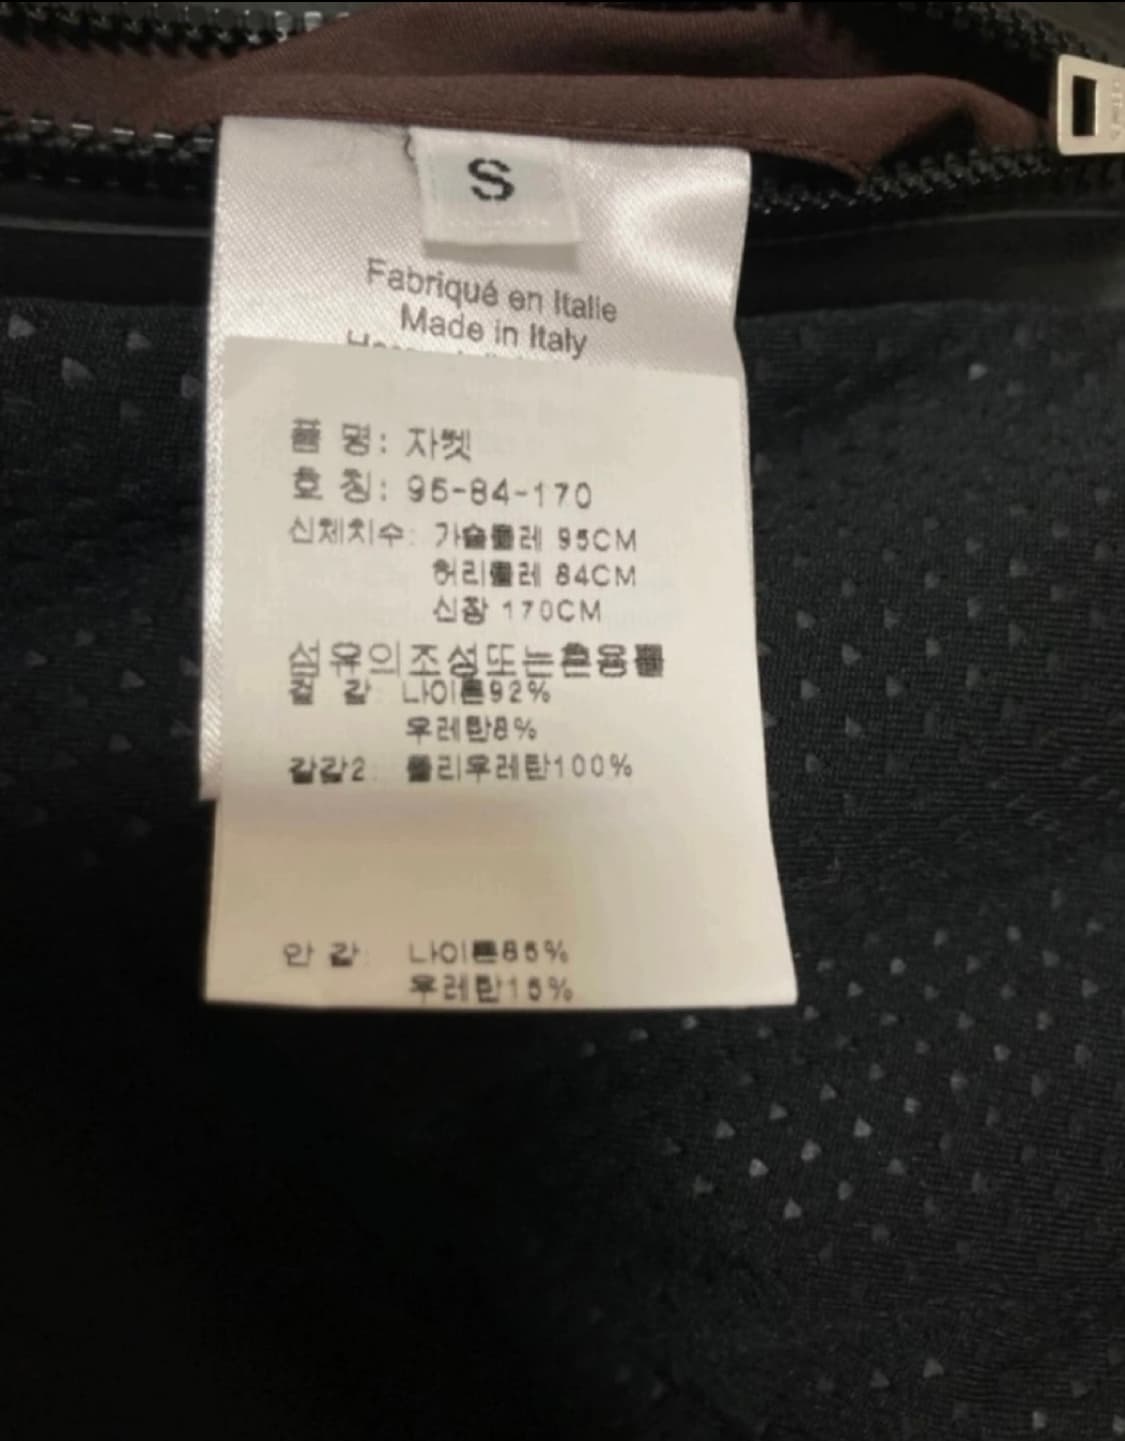 S
Fabriqué en Italie
Made in Italy
품 명: 자켓
호 칭: 95-84-170
신체치수: 가슴둘레 95CM
허리둘레 84CM
신장 170CM
섬유의조성또는혼용률
겉 감: 나이론92%
우레탄8%
겉감2: 폴리우레탄100%
안 감: 나이론85%
우레탄15%